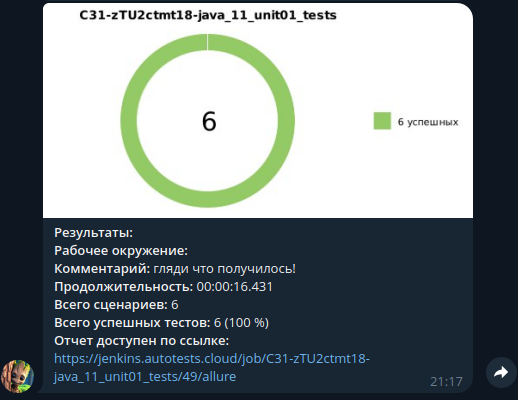 C31-zTU2ctmt18-java_11_unit01_tests
6
6 успешных
Результаты:
Рабочее окружение:
Комментарий: гляди что получилось!
Продолжительность: 00:00:16.431
Всего сценариев: 6
Всего успешных тестов: 6 (100 %)
Отчет доступен по ссылке:
https://jenkins.autotests.cloud/job/C31-zTU2ctmt18-
java_11_unit01_tests/49/allure
21:17